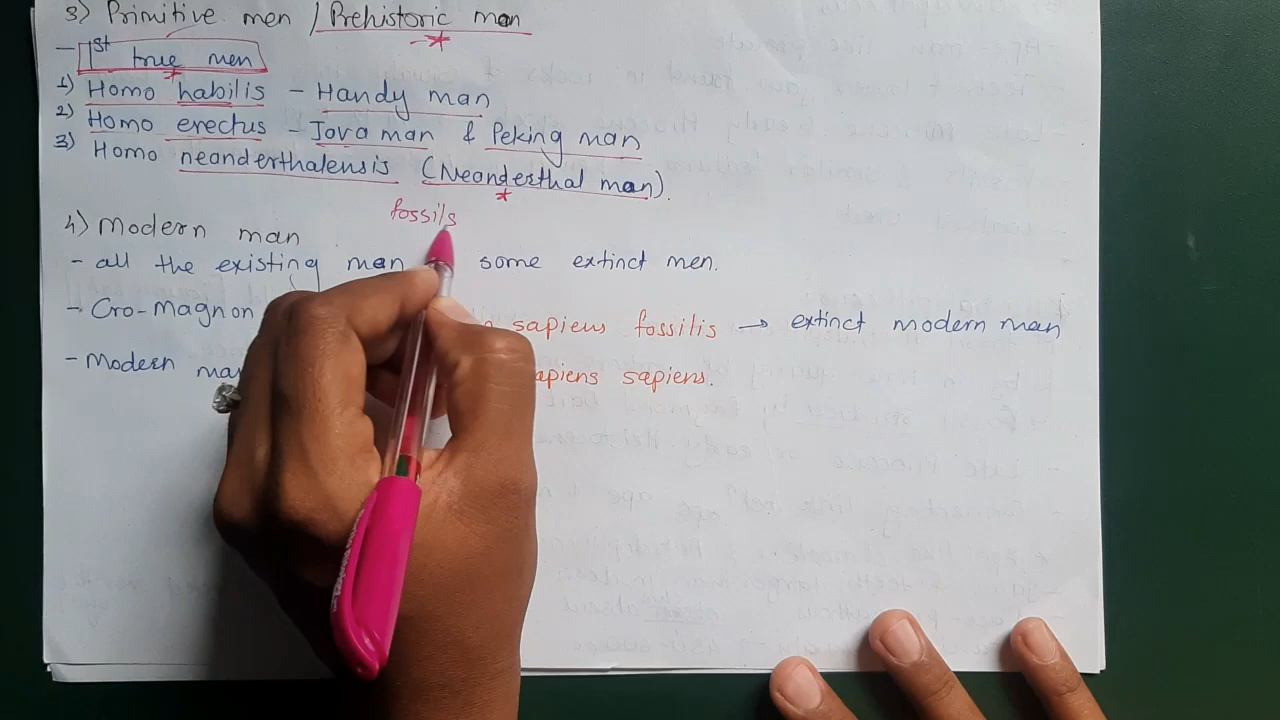 3) Primitive men / Prehistoric man
- 1st true men
1) Homo habilis - Handy man
2) Homo erectus - Java man & Peking man
3) Homo neanderthalensis (Neanderthal man).
fossils
4) Modern man
- all the existing man some extinct men.
- Cro-Magnon sapiens fossilis → extinct modern man
- Modern sapiens.